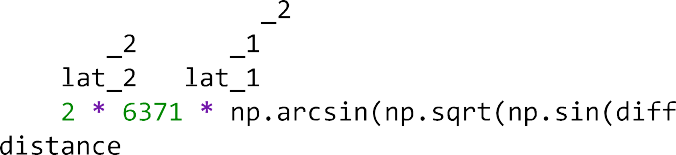 _2
_2 _1
lat_2 lat_1
2 * 6371 * np.arcsin(np.sqrt(np.sin(diff
distance